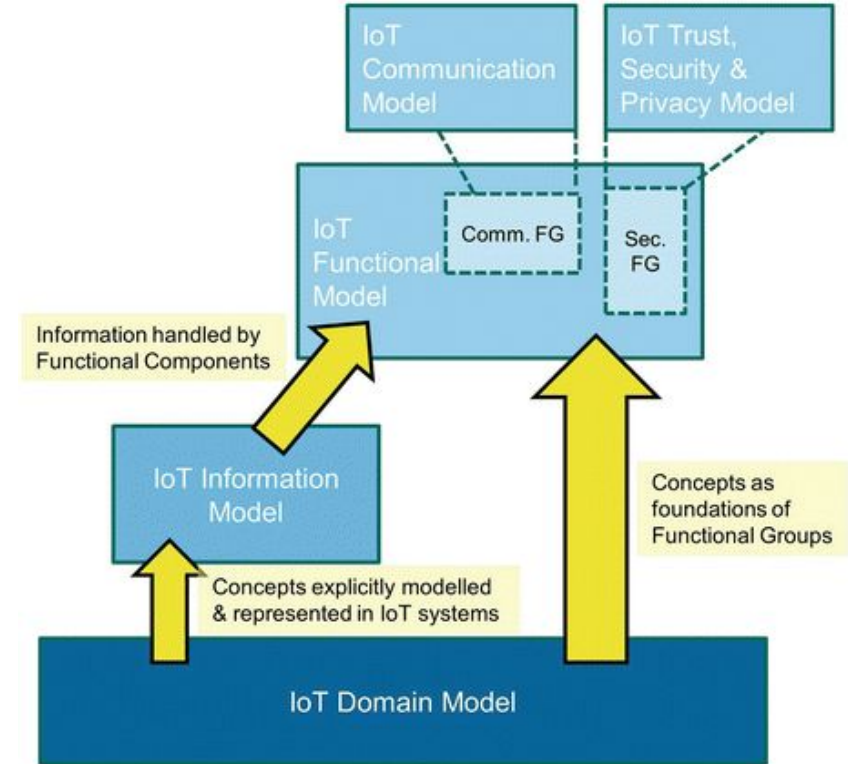 IoT
Communication
Model
IoT Trust,
Security &
Privacy Model
IoT
Functional
Model
Comm. FG
Sec.
FG
Information handled by
Functional Components
IoT Information
Model
Concepts as
foundations of
Functional Groups
Concepts explicitly modelled
& represented in IoT systems
IoT Domain Model